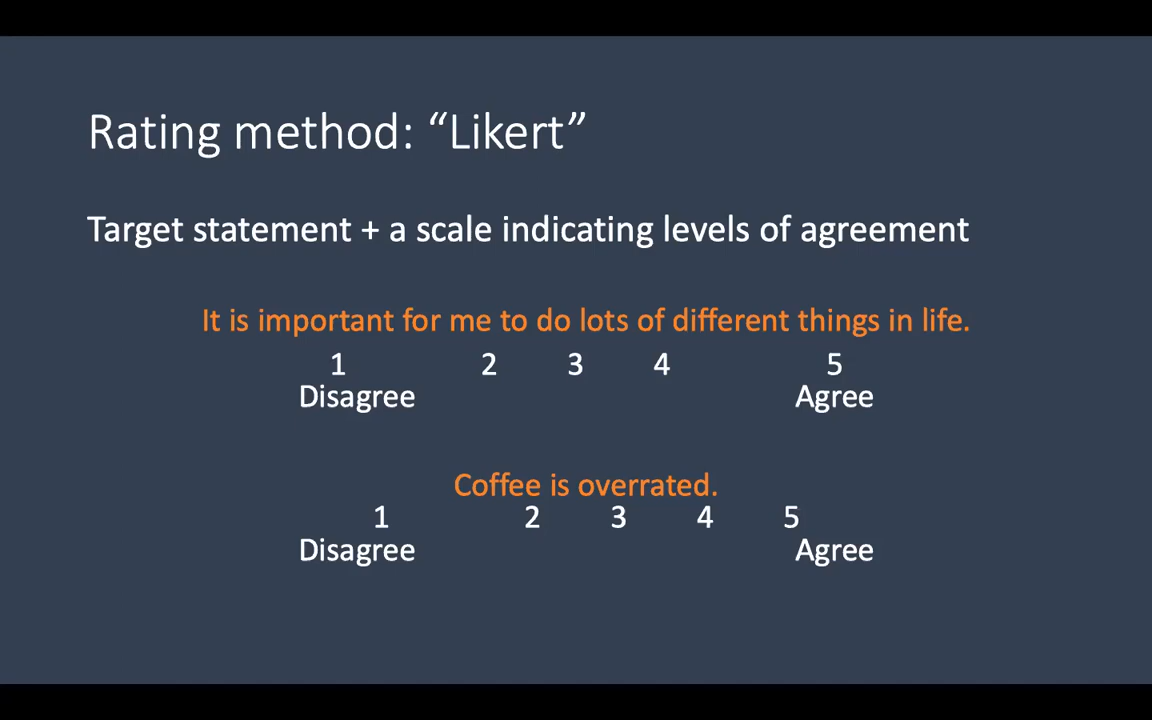 Rating method: “Likert”
Target statement + a scale indicating levels of agreement
It is important for me to do lots of different things in life.
1 2 3 4 5
Disagree Agree
Coffee is overrated.
1 2 3 4 5
Disagree Agree